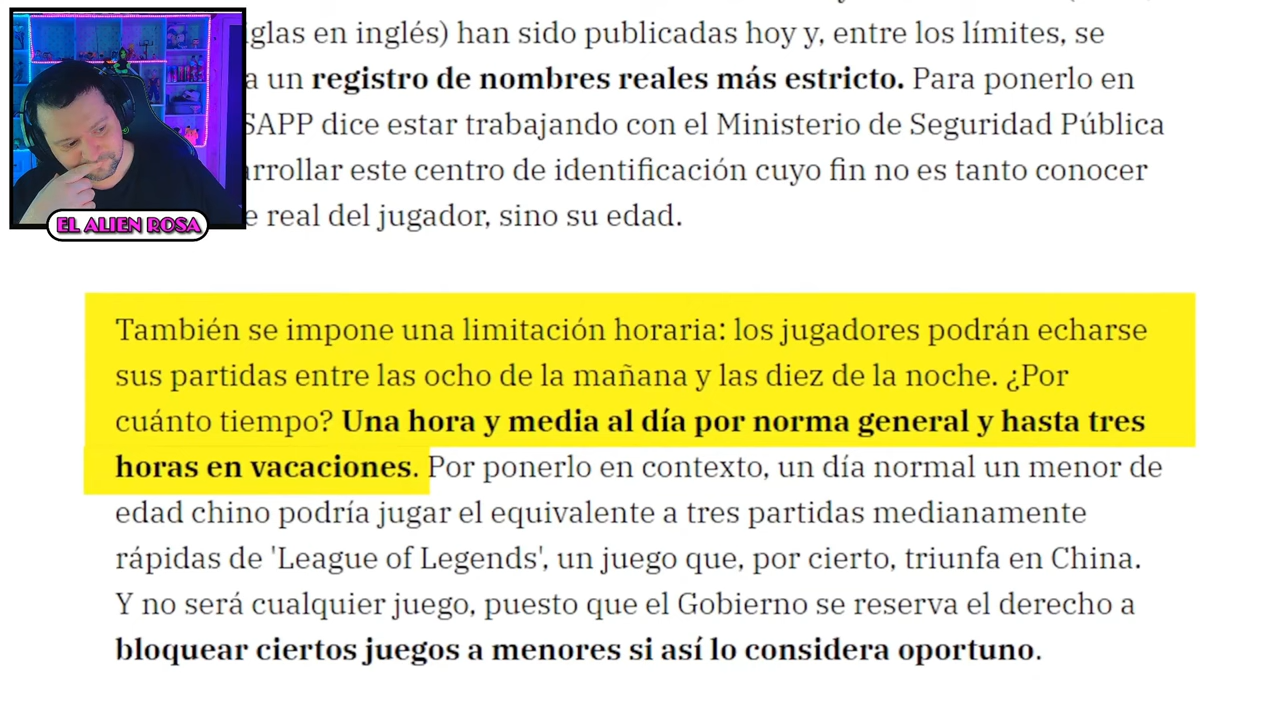 iglas en inglés) han sido publicadas hoy y, entre los límites, se
a un registro de nombres reales más estricto. Para ponerlo en
SAPP dice estar trabajando con el Ministerio de Seguridad Pública
arrollar este centro de identificación cuyo fin no es tanto conocer
e real del jugador, sino su edad.
EL ALIEN ROSA
También se impone una limitación horaria: los jugadores podrán echarse
sus partidas entre las ocho de la mañana y las diez de la noche. ¿Por
cuánto tiempo? Una hora y media al día por norma general y hasta tres
horas en vacaciones. Por ponerlo en contexto, un día normal un menor de
edad chino podría jugar el equivalente a tres partidas medianamente
rápidas de 'League of Legends', un juego que, por cierto, triunfa en China.
Y no será cualquier juego, puesto que el Gobierno se reserva el derecho a
bloquear ciertos juegos a menores si así lo considera oportuno.